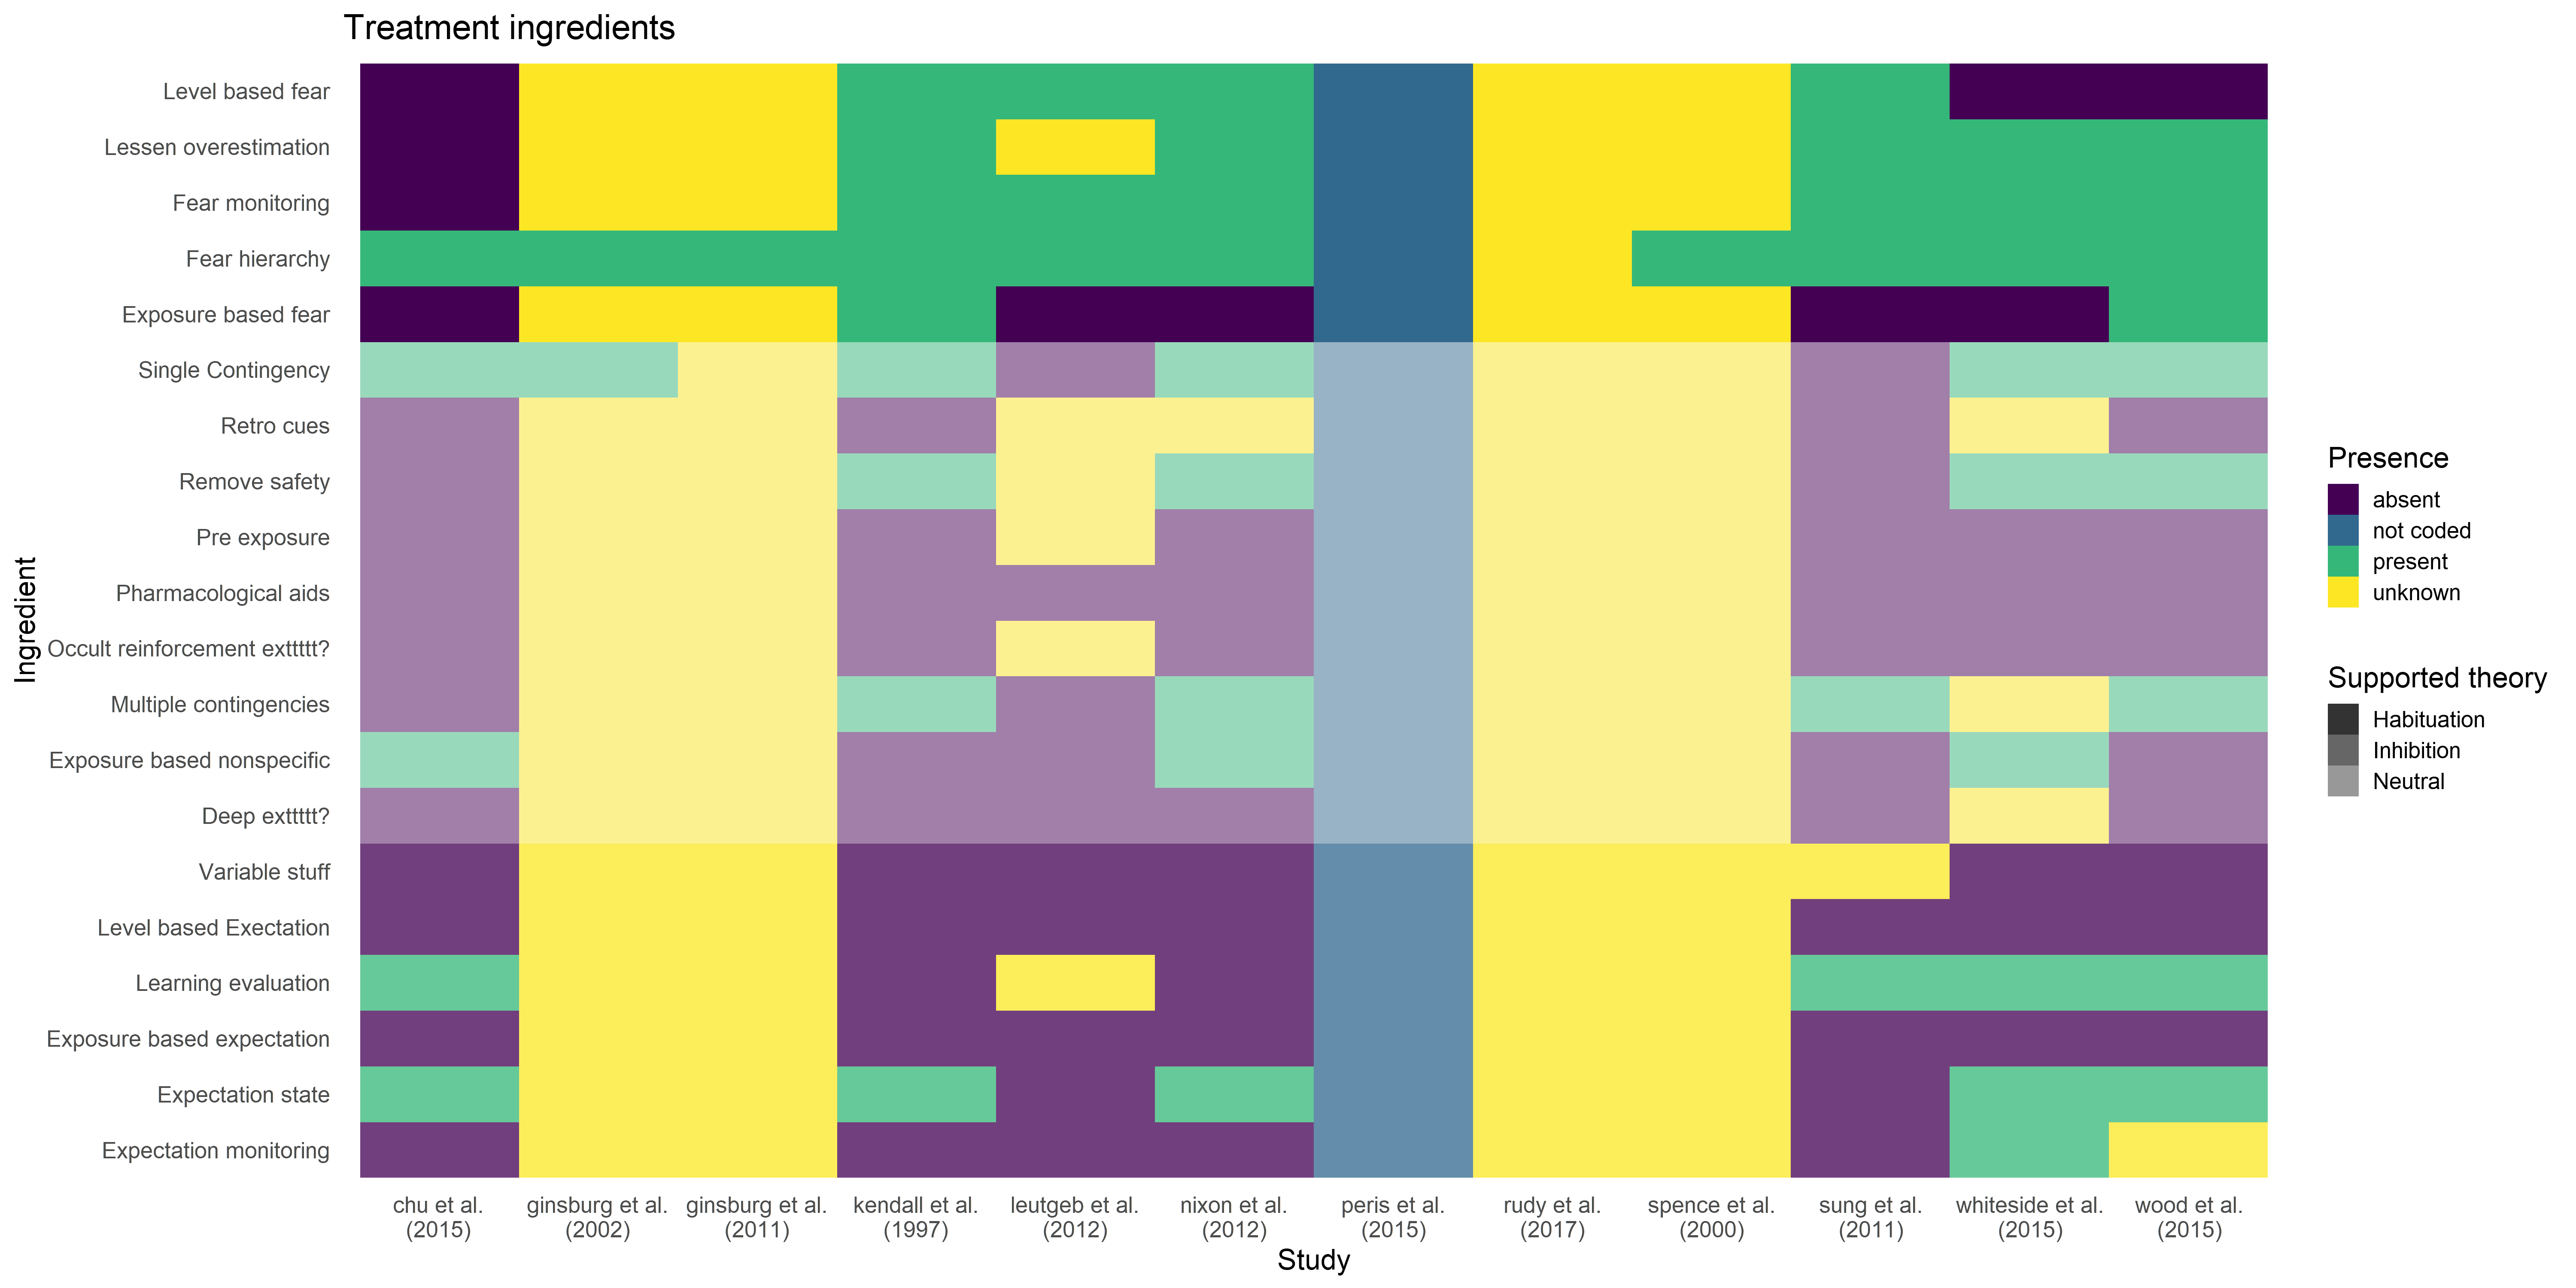 Treatment ingredients
Ingredient
Level based fear
Lessen overestimation
Fear monitoring
Fear hierarchy
Exposure based fear
Single Contingency
Retro cues
Remove safety
Pre exposure
Pharmacological aids
Occult reinforcement exttttt?
Multiple contingencies
Exposure based nonspecific
Deep exttttt?
Variable stuff
Level based Exectation
Learning evaluation
Exposure based expectation
Expectation state
Expectation monitoring
chu et al.
(2015)
ginsburg et al.
(2002)
ginsburg et al.
(2011)
kendall et al.
(1997)
leutgeb et al.
(2012)
nixon et al.
(2012)
peris et al.
(2015)
rudy et al.
(2017)
spence et al.
(2000)
sung et al.
(2011)
whiteside et al.
(2015)
wood et al.
(2015)
Study
Presence
absent
not coded
present
unknown
Supported theory
Habituation
Inhibition
Neutral